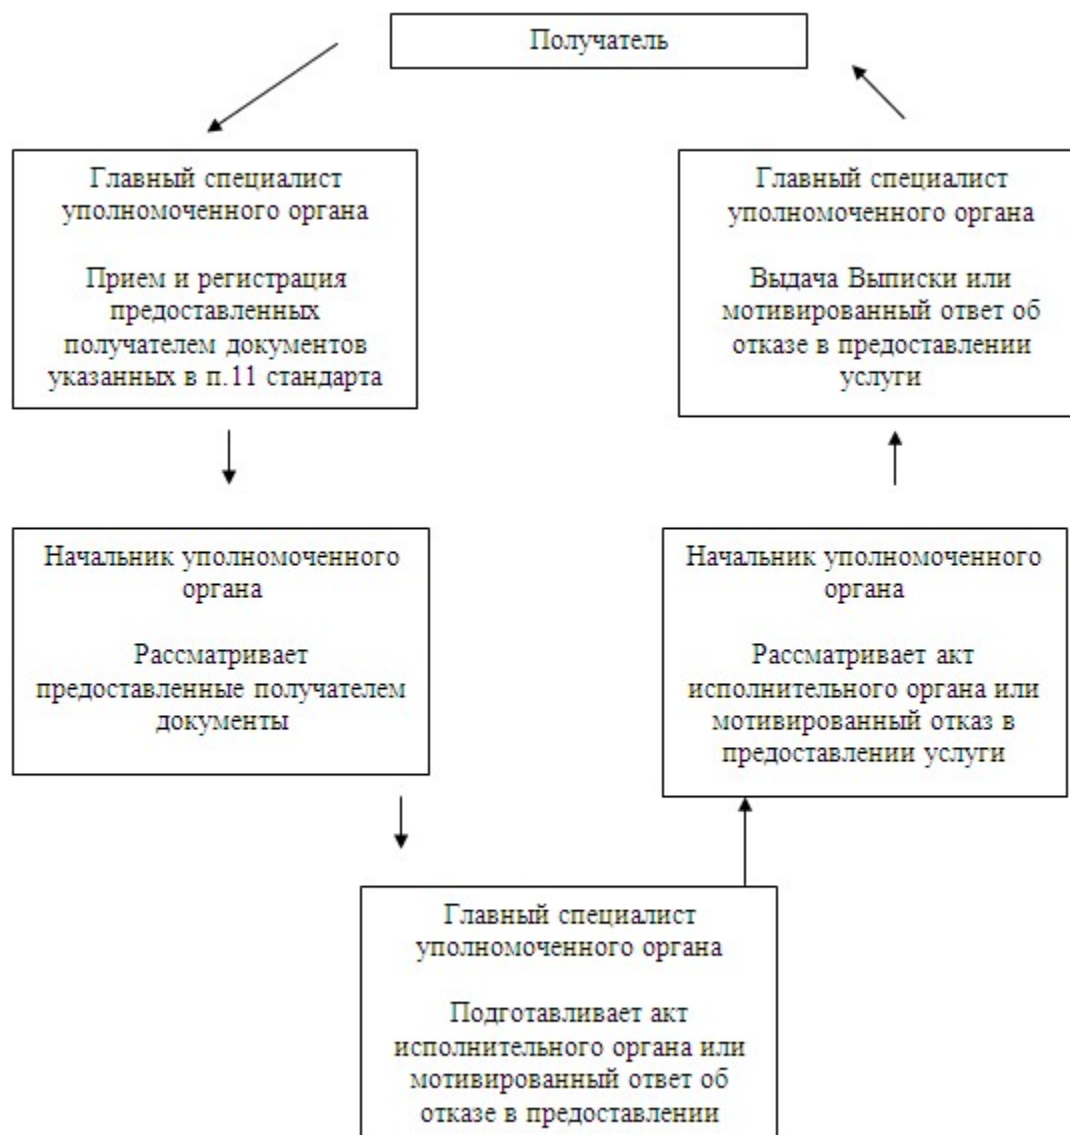 Получатель
Главный специалист
уполномоченного органа
Прием и регистрация
предоставленных
получателем документов
указанных в п.11 стандарта
Начальник уполномоченного
органа
Рассматривает
предоставленные получателем
документы
Главный специалист
уполномоченного органа
Подготавливает акт
исполнительного органа или
мотивированный ответ об
отказе в предоставлении
Начальник уполномоченного
органа
Рассматривает акт
исполнительного органа или
мотивированный отказ в
предоставлении услуги
Главный специалист
уполномоченного органа
Выдача Выписки или
мотивированный ответ об
отказе в предоставлении
услуги